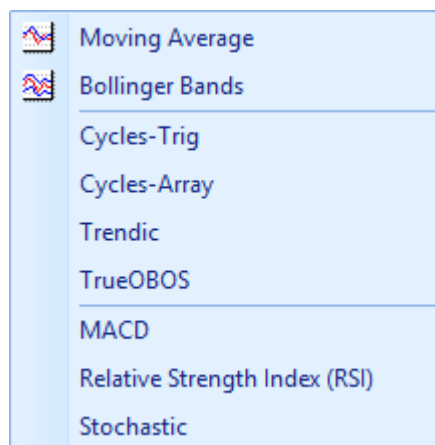 Moving Average
Bollinger Bands
Cycles-Trig
Cycles-Array
Trendic
TrueOBOS
MACD
Relative Strength Index (RSI)
Stochastic